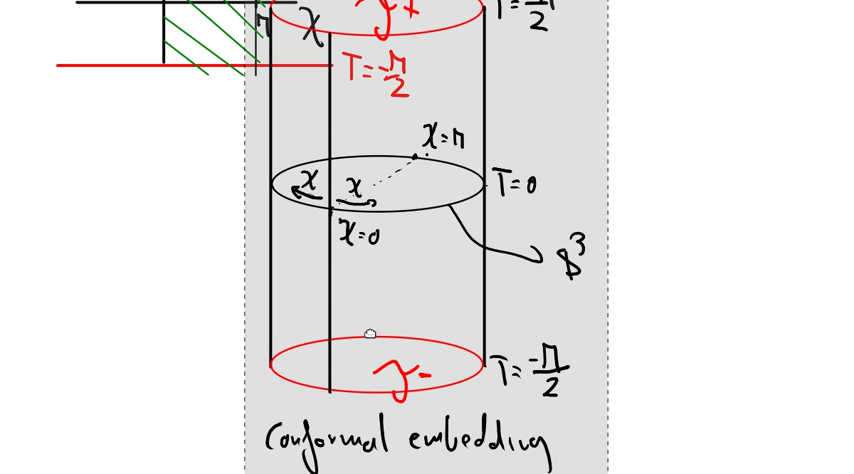 T=π/2
π
χ
𝒥+
T=-π/2
χ=π
χ
χ
T=0
χ=0
S³
𝒥-
T=-π/2
Conformal embedding